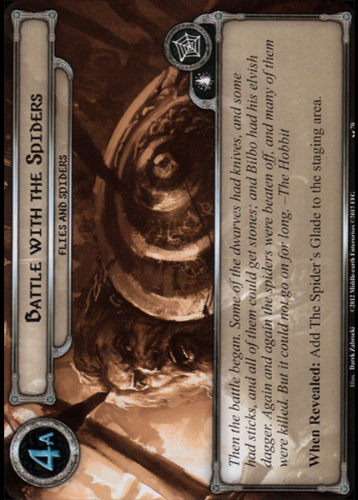 4A
BATTLE WITH THE SPIDERS
FLIES AND SPIDERS
Then the battle began. Some of the dwarves had knives, and some
had sticks, and all of them could get stones; and Bilbo had his elvish
dagger. Again and again the spiders were beaten off, and many of them
were killed. But it could not go on for long. –The Hobbit
When Revealed: Add The Spider's Glade to the staging area.
Illus. Darek Zabrocki ©2012 Middle-earth Enterprises ©2012 FFG 70